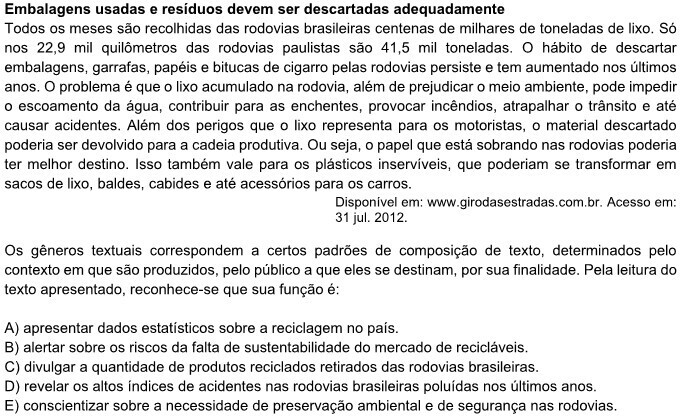 Embalagens usadas e resíduos devem ser descartadas adequadamente
Todos os meses são recolhidas das rodovias brasileiras centenas de milhares de toneladas de lixo. Só
nos 22,9 mil quilômetros das rodovias paulistas são 41,5 mil toneladas. O hábito de descartar
embalagens, garrafas, papéis e bitucas de cigarro pelas rodovias persiste e tem aumentado nos últimos
anos. O problema é que o lixo acumulado na rodovia, além de prejudicar o meio ambiente, pode impedir
o escoamento da água, contribuir para as enchentes, provocar incêndios, atrapalhar o trânsito e até
causar acidentes. Além dos perigos que o lixo representa para os motoristas, o material descartado
poderia ser devolvido para a cadeia produtiva. Ou seja, o papel que está sobrando nas rodovias poderia
ter melhor destino. Isso também vale para os plásticos inservíveis, que poderiam se transformar em
sacos de lixo, baldes, cabides e até acessórios para os carros.
Disponível em: www.girodasestradas.com.br. Acesso em:
31 jul. 2012.
Os gêneros textuais correspondem a certos padrões de composição de texto, determinados pelo
contexto em que são produzidos, pelo público a que eles se destinam, por sua finalidade. Pela leitura do
texto apresentado, reconhece-se que sua função é:
A) apresentar dados estatísticos sobre a reciclagem no país.
B) alertar sobre os riscos da falta de sustentabilidade do mercado de recicláveis.
C) divulgar a quantidade de produtos reciclados retirados das rodovias brasileiras.
D) revelar os altos índices de acidentes nas rodovias brasileiras poluídas nos últimos anos.
E) conscientizar sobre a necessidade de preservação ambiental e de segurança nas rodovias.